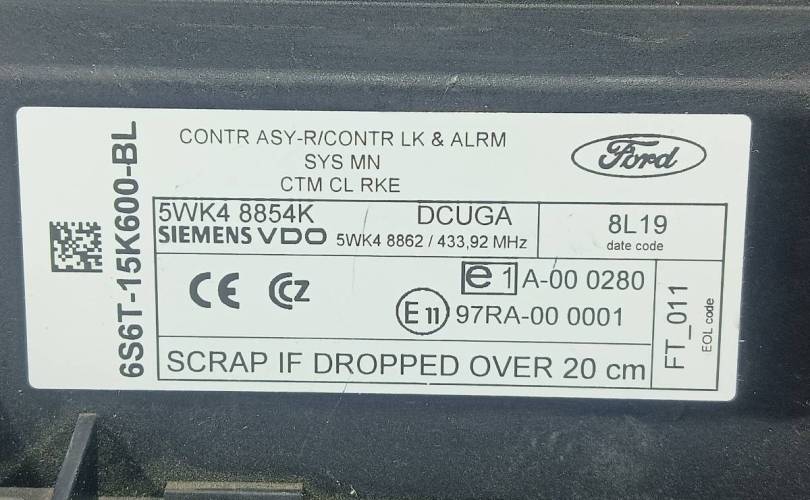 CONTR ASY-R/CONTR LK & ALRM
SYS MN
CTM CL RKE
Ford
6S6T-15K600-BL
5WK4 8854K DCUGA
SIEMENS VDO 5WK4 8862 / 433,92 MHz
8L19
date code
CE CZ
e 1 A-00 0280
E 11 97RA-00 0001
SCRAP IF DROPPED OVER 20 cm
FT_011
EOL code